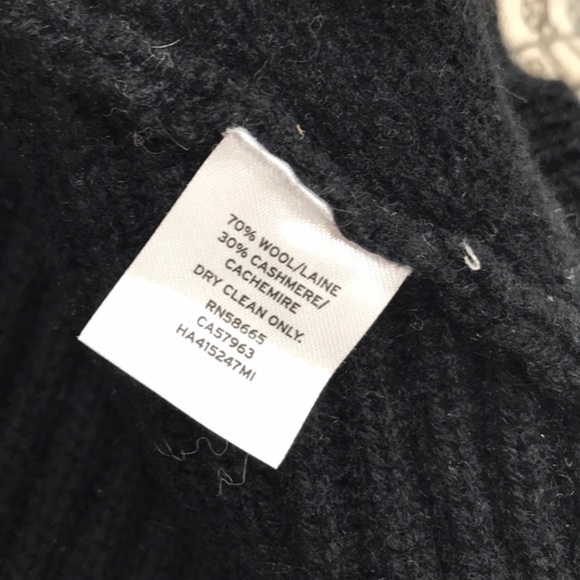 70% WOOL/LAINE
30% CASHMERE/
CACHEMIRE
DRY CLEAN ONLY.
RN58665
CA57963
HA415247MI